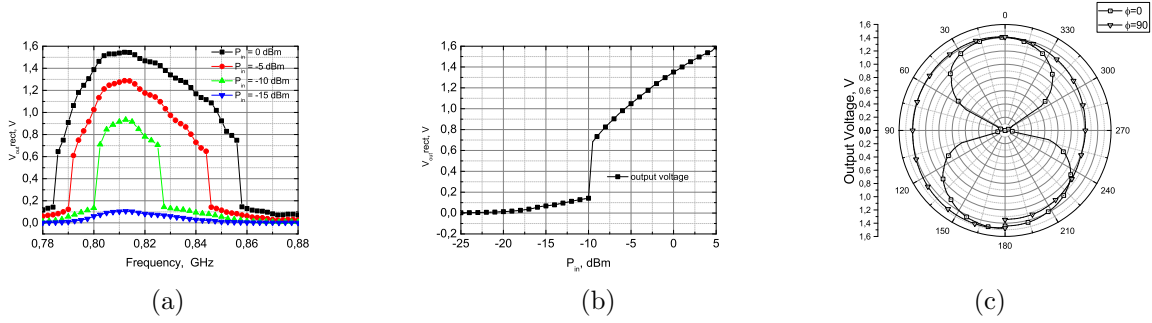 1,6
1,4
1,2
1,0
0,8
0,6
0,4
0,2
0,0
V_out rect, V
0,78 0,80 0,82 0,84 0,86 0,88
Frequency, GHz
P_in = 0 dBm
P_in = -5 dBm
P_in = -10 dBm
P_in = -15 dBm
(a)
1,6
1,4
1,2
1,0
0,8
0,6
0,4
0,2
0,0
-0,2
V_out rect, V
-25 -20 -15 -10 -5 0 5
P_in, dBm
output voltage
(b)
1,6
1,4
1,2
1,0
0,8
0,6
0,4
0,2
0,0
0,2
0,4
0,6
0,8
1,0
1,2
1,4
1,6
Output Voltage, V
0
30
60
90
120
150
180
210
240
270
300
330
ϕ=0
ϕ=90
(c)